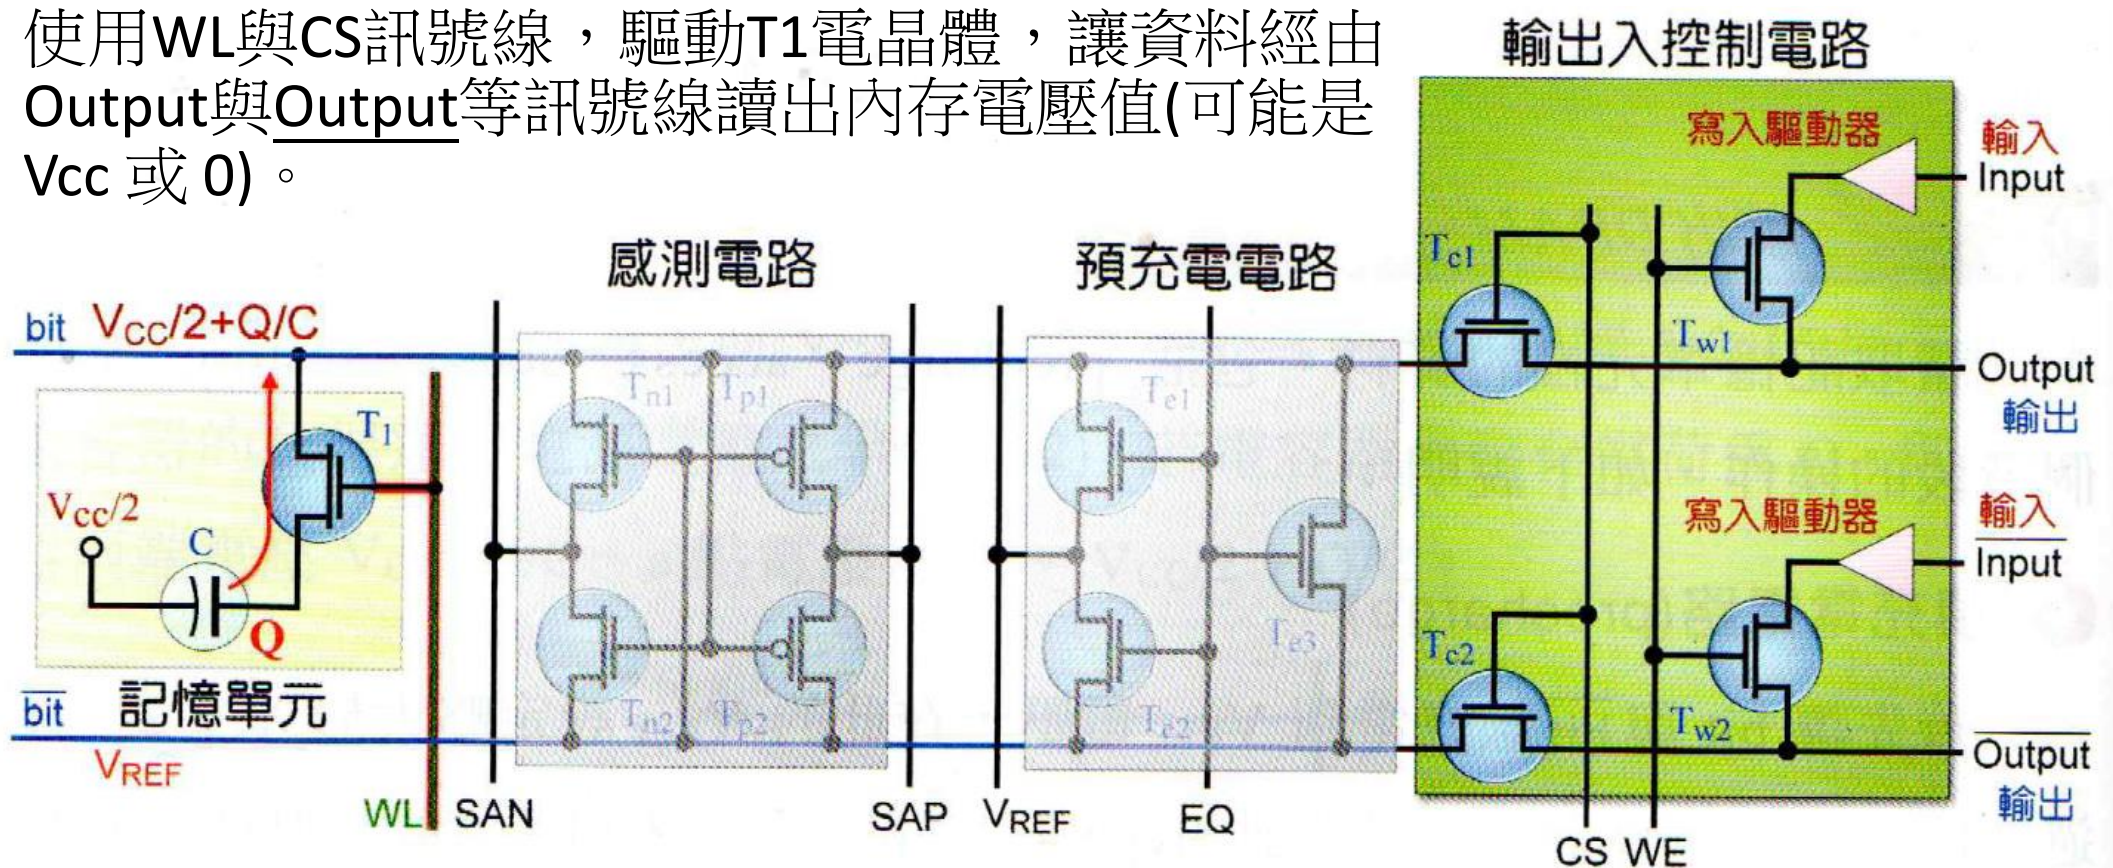 使用WL與CS訊號線，驅動T1電晶體，讓資料經由
Output與Output等訊號線讀出內存電壓值(可能是
Vcc 或 0)。
輸出入控制電路
寫入驅動器
輸入
Input
感測電路
預充電電路
Tc1
Tw1
bit VCC/2+Q/C
Tn1 Tp1
Te1
Output
輸出
T1
Vcc/2
C
Q
寫入驅動器
輸入
Input
Te3
Tc2
Tw2
bit 記憶單元
Tn2 Tp2
Te2
VREF
Output
輸出
WL SAN SAP VREF EQ
CS WE